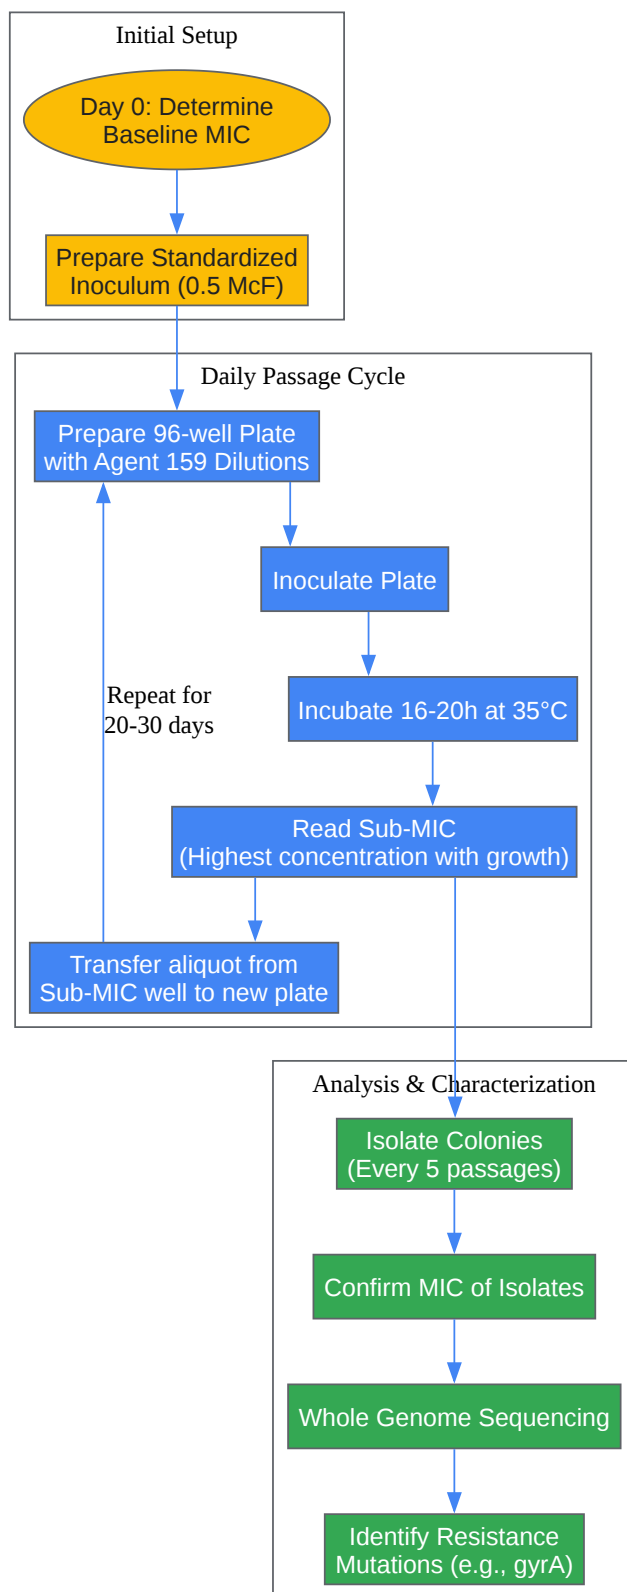 Initial Setup
Day 0: Determine
Baseline MIC
Prepare Standardized
Inoculum (0.5 McF)
Daily Passage Cycle
Prepare 96-well Plate
with Agent 159 Dilutions
Inoculate Plate
Incubate 16-20h at 35°C
Repeat for
20-30 days
Read Sub-MIC
(Highest concentration with growth)
Transfer aliquot from
Sub-MIC well to new plate
Analysis & Characterization
Isolate Colonies
(Every 5 passages)
Confirm MIC of Isolates
Whole Genome Sequencing
Identify Resistance
Mutations (e.g., gyrA)